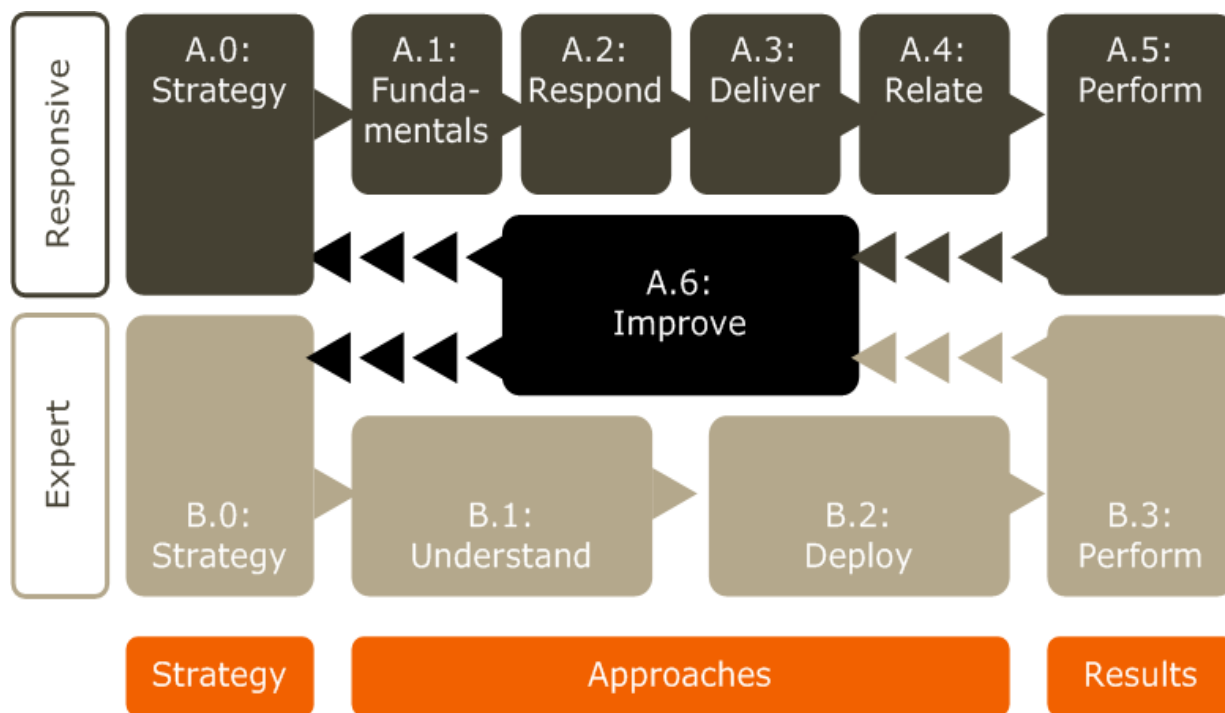 Responsive
A.0:
Strategy
A.1:
Funda-
mentals
A.2:
Respond
A.3:
Deliver
A.4:
Relate
A.5:
Perform
A.6:
Improve
Expert
B.0:
Strategy
B.1:
Understand
B.2:
Deploy
B.3:
Perform
Strategy
Approaches
Results